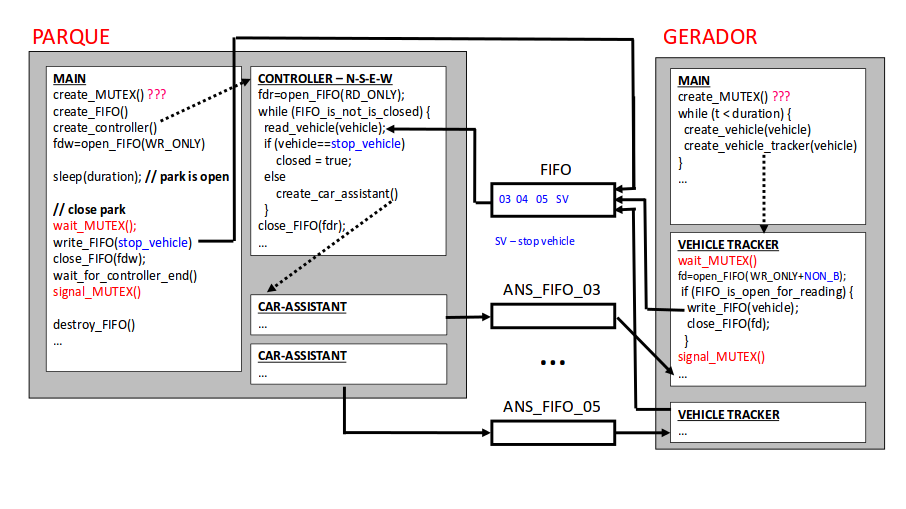 PARQUE
MAIN
create_MUTEX() ???
create_FIFO()
create_controller()
fdw=open_FIFO(WR_ONLY)
sleep(duration); // park is open
// close park
wait_MUTEX();
write_FIFO(stop_vehicle)
close_FIFO(fdw);
wait_for_controller_end()
signal_MUTEX()
destroy_FIFO()
...
CONTROLLER – N-S-E-W
fdr=open_FIFO(RD_ONLY);
while (FIFO_is_not_is_closed) {
read_vehicle(vehicle);
if (vehicle==stop_vehicle)
closed = true;
else
create_car_assistant()
}
close_FIFO(fdr);
...
CAR-ASSISTANT
...
CAR-ASSISTANT
...
FIFO
03 04 05 SV
SV – stop vehicle
ANS_FIFO_03
...
ANS_FIFO_05
GERADOR
MAIN
create_MUTEX() ???
while (t < duration) {
create_vehicle(vehicle)
create_vehicle_tracker(vehicle)
}
...
VEHICLE TRACKER
wait_MUTEX()
fd=open_FIFO(WR_ONLY+NON_B);
if (FIFO_is_open_for_reading) {
write_FIFO(vehicle);
close_FIFO(fd);
}
signal_MUTEX()
...
VEHICLE TRACKER
...